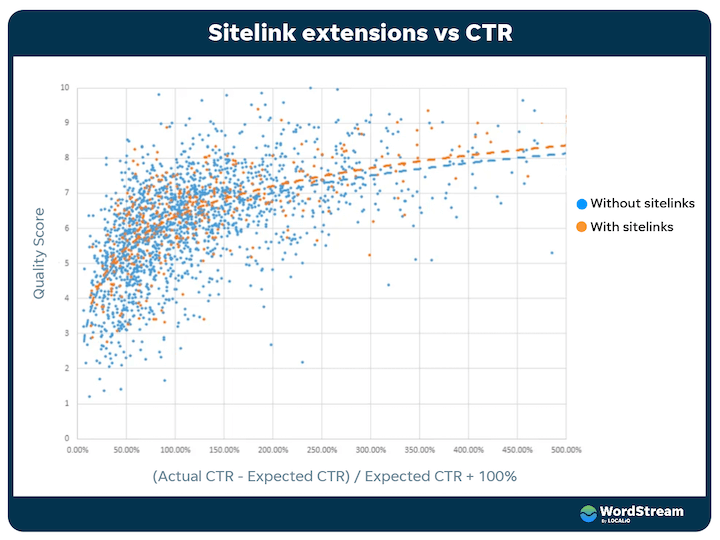 Sitelink extensions vs CTR
10
9
8
7
6
5
4
3
2
1
0
Quality Score
0.00% 50.00% 100.00% 150.00% 200.00% 250.00% 300.00% 350.00% 400.00% 450.00% 500.00%
(Actual CTR - Expected CTR) / Expected CTR + 100%
Without sitelinks
With sitelinks
WordStream
By LOCALiQ